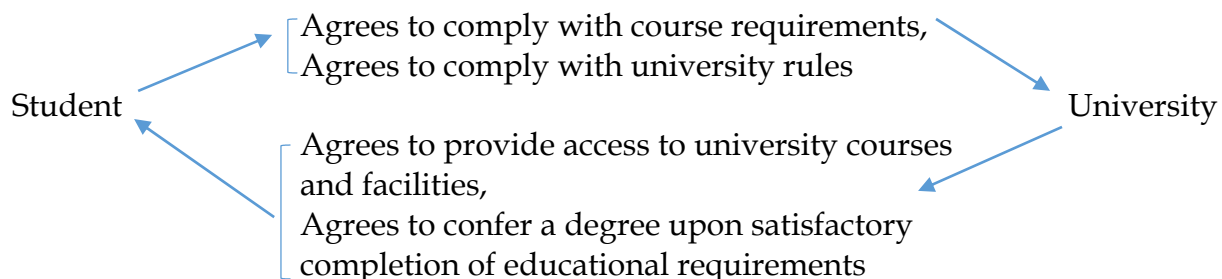 Agrees to comply with course requirements,
Agrees to comply with university rules
Student
University
Agrees to provide access to university courses
and facilities,
Agrees to confer a degree upon satisfactory
completion of educational requirements